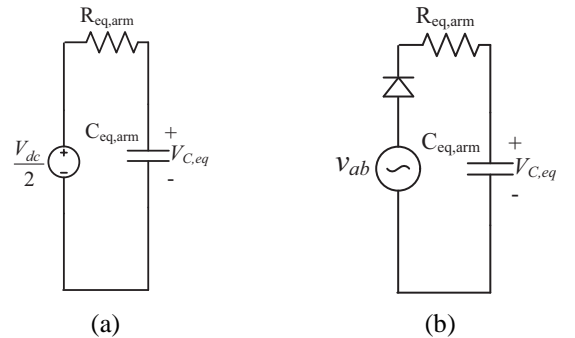 R_eq,arm
C_eq,arm
+
V_C,eq
-
V_dc
2
+
−
(a)
R_eq,arm
C_eq,arm
+
V_C,eq
-
v_ab
(b)